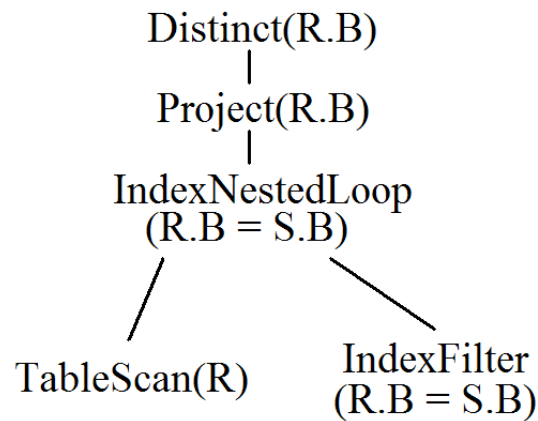 Distinct(R.B)
Project(R.B)
IndexNestedLoop
(R.B = S.B)
TableScan(R)
IndexFilter
(R.B = S.B)